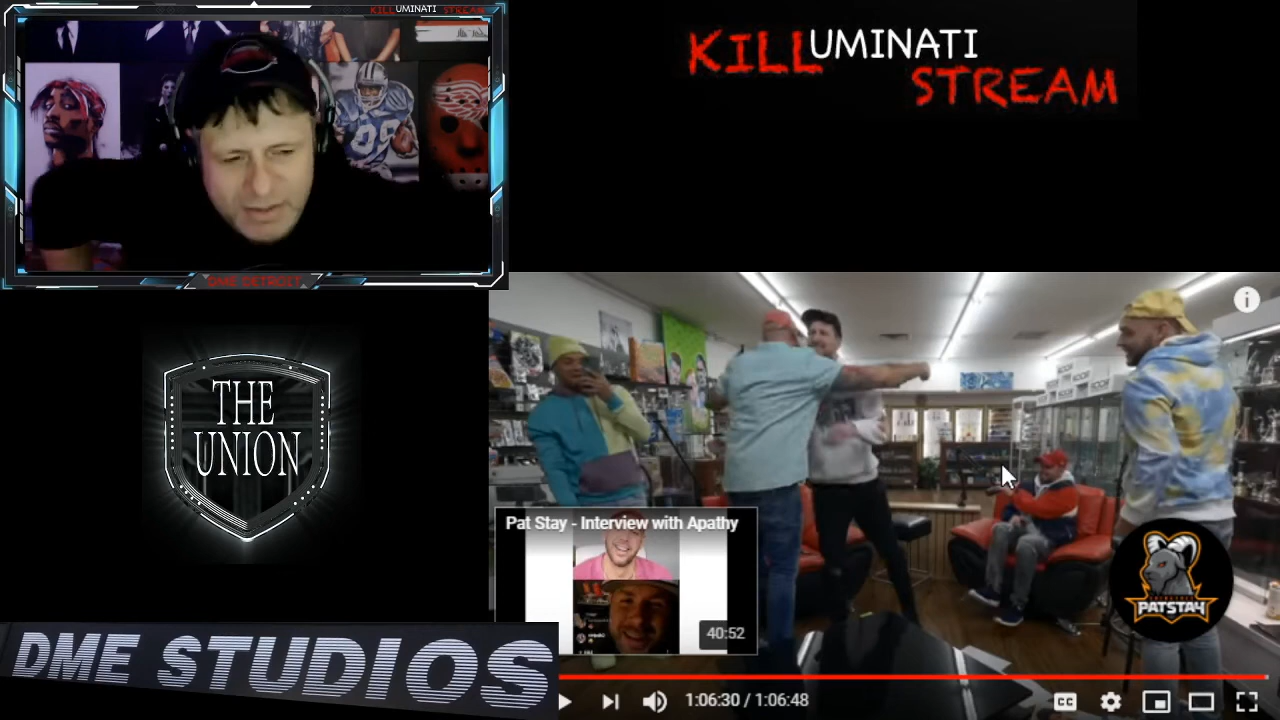 KILLUMINATI STREAM
KILLUMINATI
STREAM
DME DETROIT
THE
UNION
Pat Stay - Interview with Apathy
40:52
PATSTAY
DME STUDIOS
1:06:30 / 1:06:48
CC